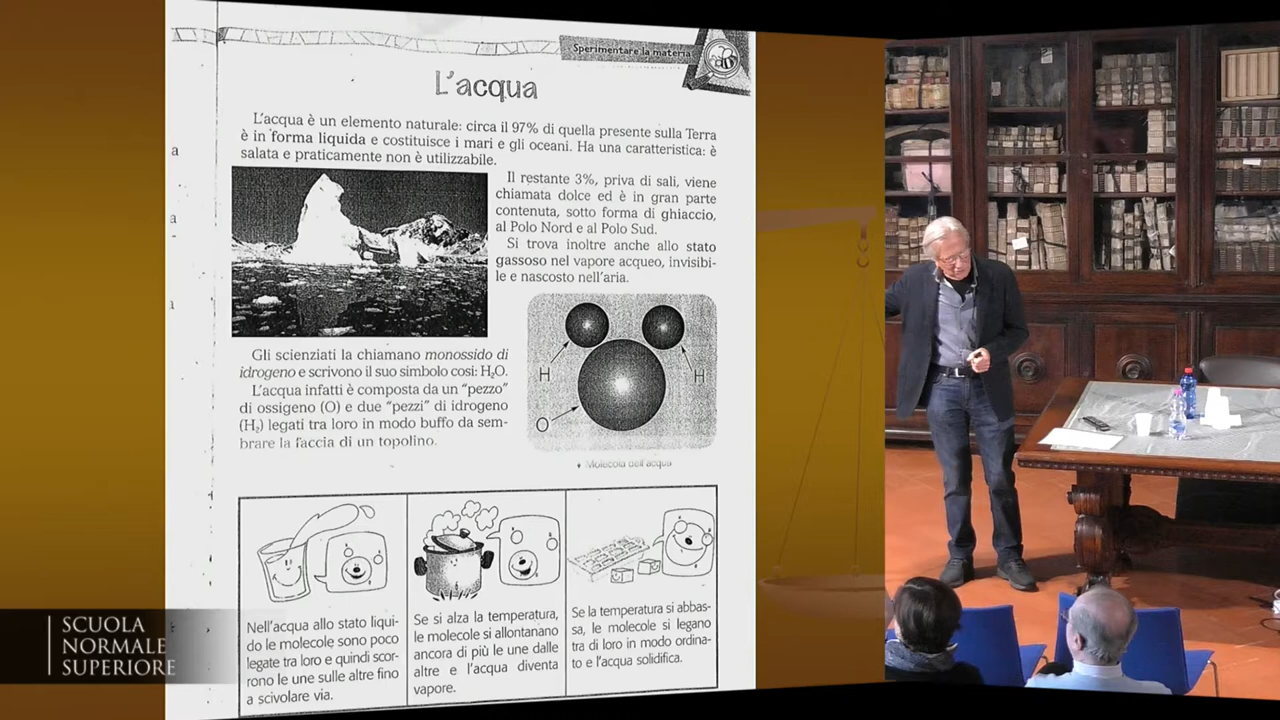 Sperimentare la materia
L'acqua
L'acqua è un elemento naturale: circa il 97% di quella presente sulla Terra
è in forma liquida e costituisce i mari e gli oceani. Ha una caratteristica: è
salata e praticamente non è utilizzabile.
Il restante 3%, priva di sali, viene
chiamata dolce ed è in gran parte
contenuta, sotto forma di ghiaccio,
al Polo Nord e al Polo Sud.
Si trova inoltre anche allo stato
gassoso nel vapore acqueo, invisibi-
le e nascosto nell'aria.
Gli scienziati la chiamano monossido di
idrogeno e scrivono il suo simbolo così: H₂O.
L'acqua infatti è composta da un "pezzo"
di ossigeno (O) e due "pezzi" di idrogeno
(H₂) legati tra loro in modo buffo da sem-
brare la faccia di un topolino.
H
H
O
Molecola dell'acqua
Nell'acqua allo stato liqui-
do le molecole sono poco
legate tra loro e quindi scor-
rono le une sulle altre fino
a scivolare via.
Se si alza la temperatura,
le molecole si allontanano
ancora di più le une dalle
altre e l'acqua diventa
vapore.
Se la temperatura si abbas-
sa, le molecole si legano
tra di loro in modo ordina-
to e l'acqua solidifica.
a
a
a
SCUOLA
NORMALE
SUPERIORE